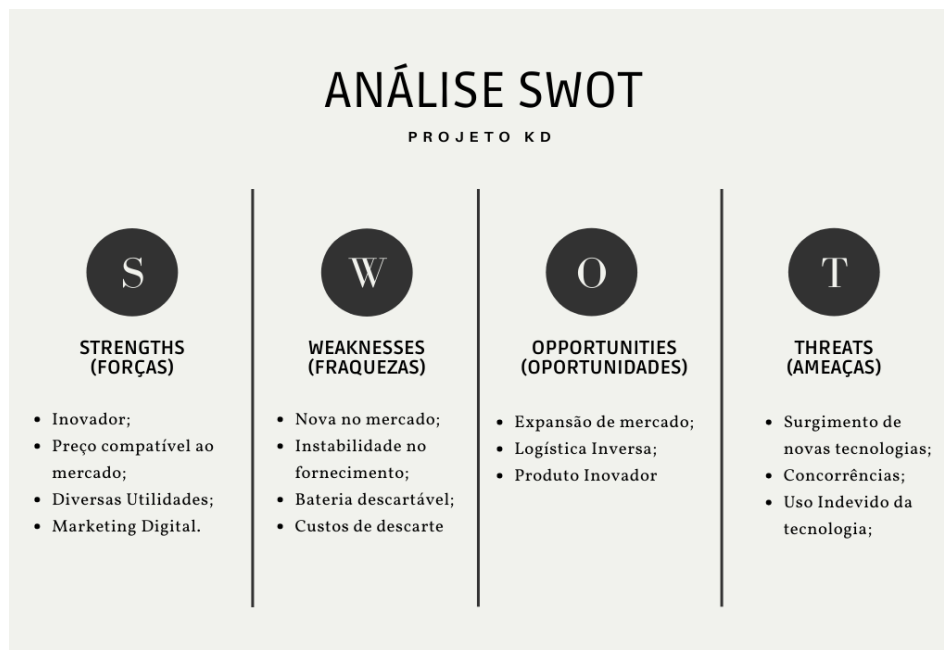 ANÁLISE SWOT
PROJETO KD
S
STRENGTHS
(FORÇAS)
• Inovador;
• Preço compatível ao
mercado;
• Diversas Utilidades;
• Marketing Digital.
W
WEAKNESSES
(FRAQUEZAS)
• Nova no mercado;
• Instabilidade no
fornecimento;
• Bateria descartável;
• Custos de descarte
O
OPPORTUNITIES
(OPORTUNIDADES)
• Expansão de mercado;
• Logística Inversa;
• Produto Inovador
T
THREATS
(AMEAÇAS)
• Surgimento de
novas tecnologias;
• Concorrências;
• Uso Indevido da
tecnologia;